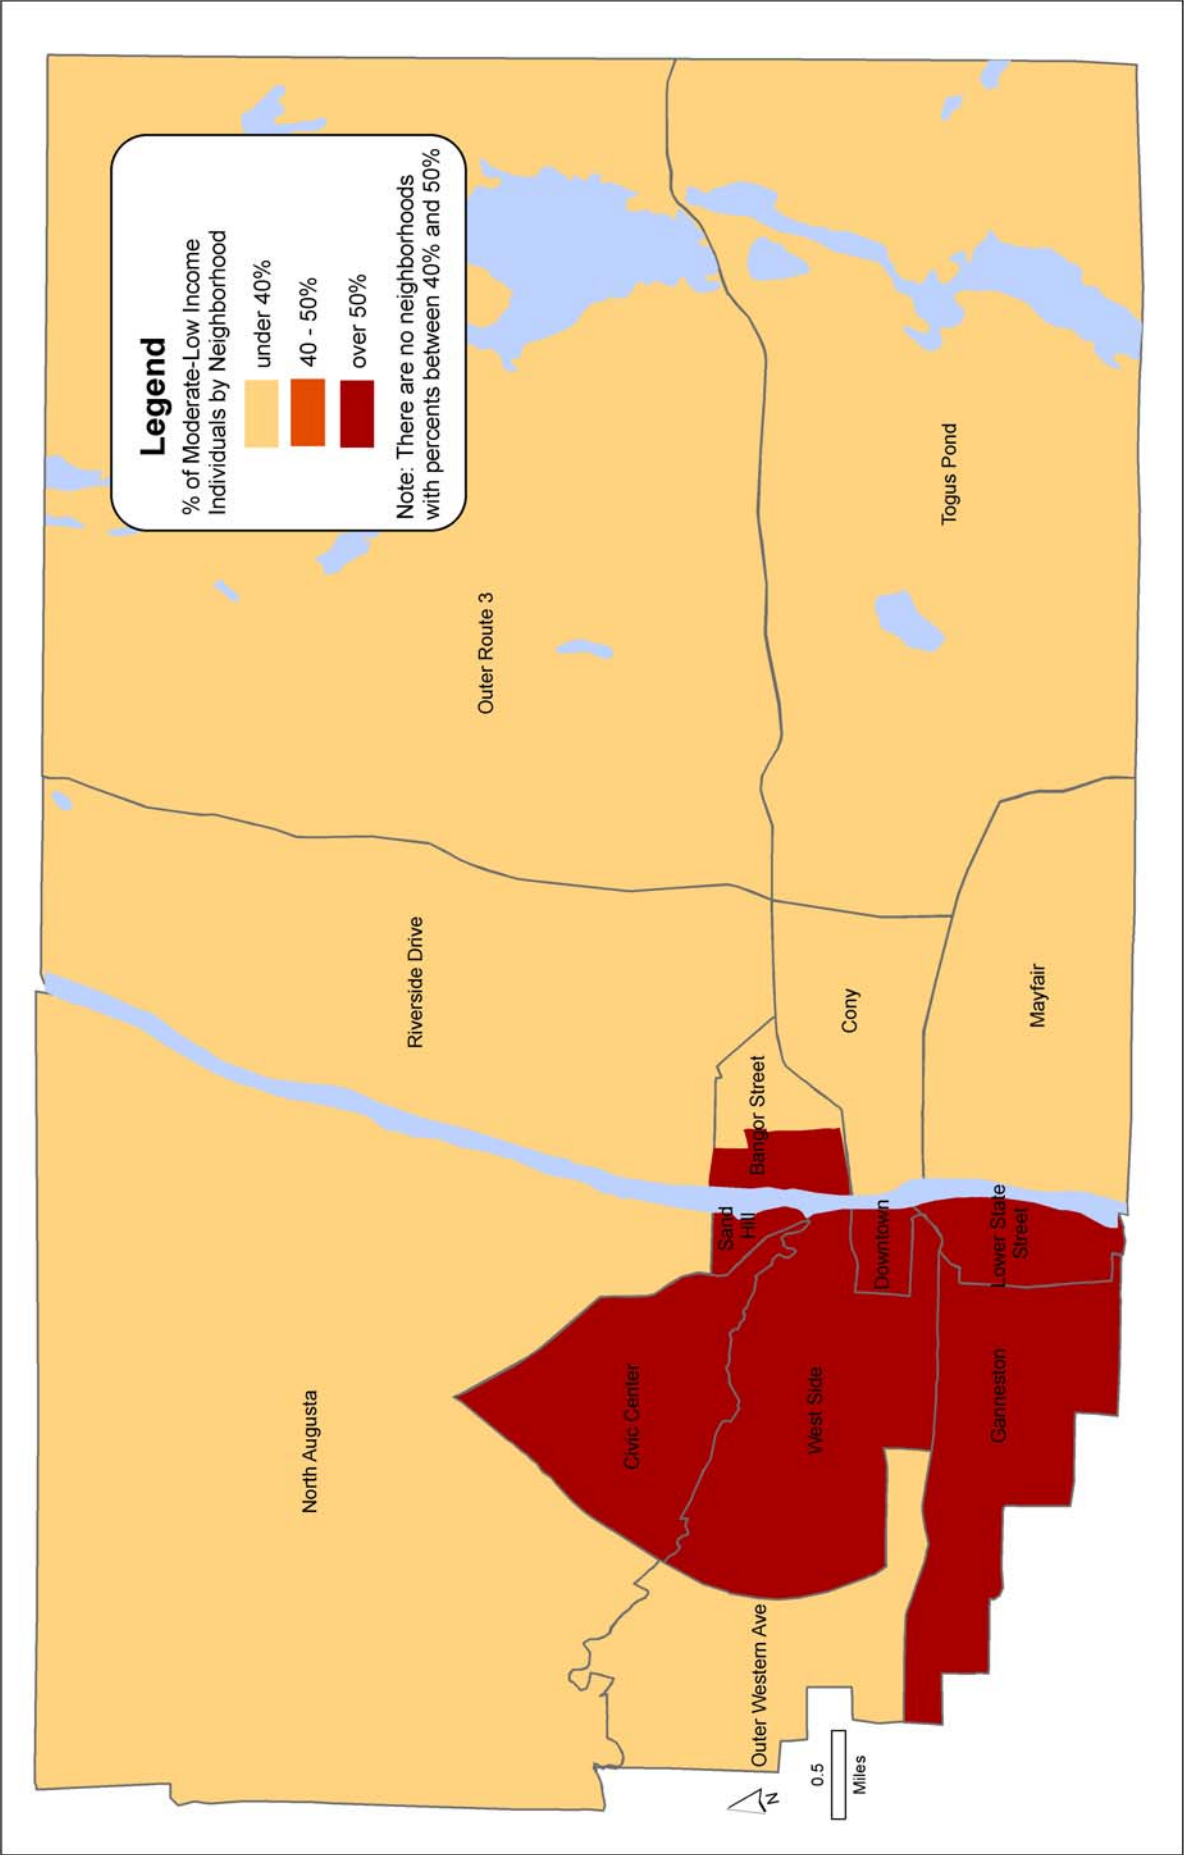 Legend
% of Moderate-Low Income
Individuals by Neighborhood
under 40%
40 - 50%
over 50%
Note: There are no neighborhoods
with percents between 40% and 50%
North Augusta
Riverside Drive
Outer Route 3
Civic Center
Sand
Hill
Bangor Street
Outer Western Ave
West Side
Downtown
Cony
Togus Pond
Ganneston
Lower State
Street
Mayfair
N
0.5
Miles